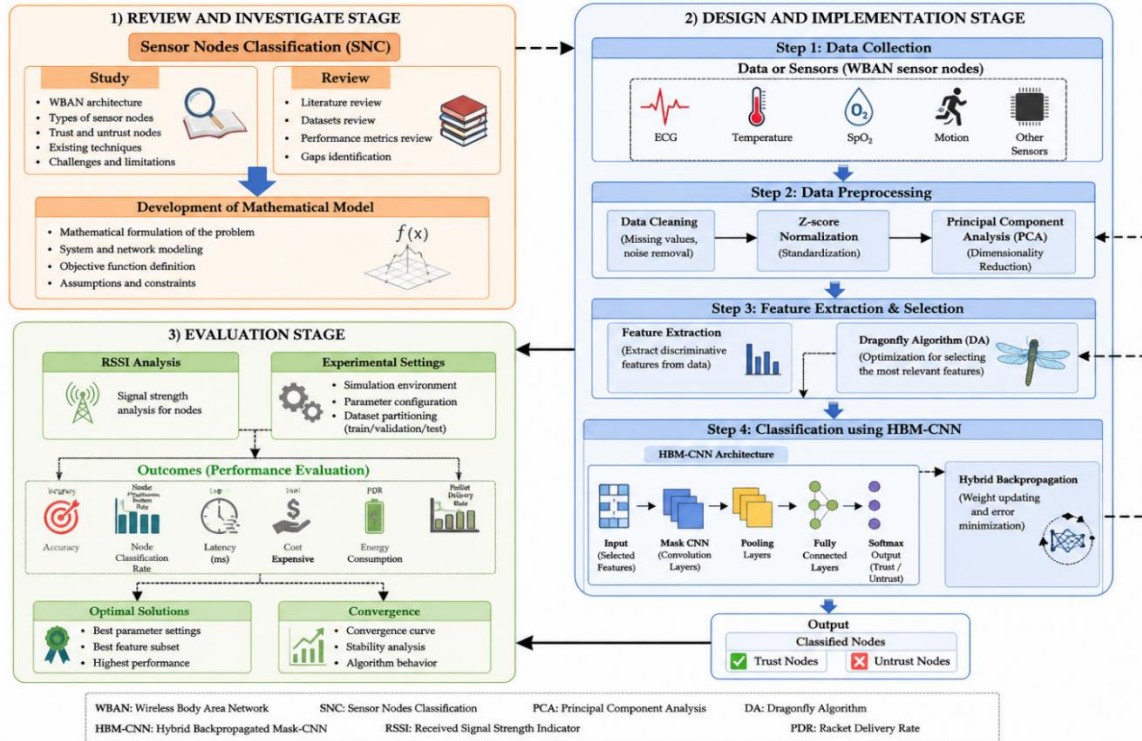 1) REVIEW AND INVESTIGATE STAGE
Sensor Nodes Classification (SNC)
Study
• WBAN architecture
• Types of sensor nodes
• Trust and untrust nodes
• Existing techniques
• Challenges and limitations
Review
• Literature review
• Datasets review
• Performance metrics review
• Gaps identification
Development of Mathematical Model
• Mathematical formulation of the problem
• System and network modeling
• Objective function definition
• Assumptions and constraints
f(x)
2) DESIGN AND IMPLEMENTATION STAGE
Step 1: Data Collection
Data or Sensors (WBAN sensor nodes)
ECG
Temperature
O₂
SpO₂
Motion
Other
Sensors
Step 2: Data Preprocessing
Data Cleaning
(Missing values,
noise removal)
Z-score
Normalization
(Standardization)
Principal Component
Analysis (PCA)
(Dimensionality
Reduction)
Step 3: Feature Extraction & Selection
Feature Extraction
(Extract discriminative
features from data)
Dragonfly Algorithm (DA)
(Optimization for selecting
the most relevant features)
Step 4: Classification using HBM-CNN
HBM-CNN Architecture
Input
(Selected
Features)
Mask CNN
(Convolution
Layers)
Pooling
Layers
Fully
Connected
Layers
Softmax
Output
(Trust /
Untrust)
Hybrid Backpropagation
(Weight updating
and error
minimization)
Output
Classified Nodes
Trust Nodes
Untrust Nodes
3) EVALUATION STAGE
RSSI Analysis
Signal strength
analysis for nodes
Experimental Settings
• Simulation environment
• Parameter configuration
• Dataset partitioning
(train/validation/test)
Outcomes (Performance Evaluation)
Rate
PDR
Delivery
Rate
$
Accuracy
Node
Classification
Rate
Latency
(ms)
Cost
Expensive
Energy
Consumption
Optimal Solutions
• Best parameter settings
• Best feature subset
• Highest performance
Convergence
• Convergence curve
• Stability analysis
• Algorithm behavior
WBAN: Wireless Body Area Network
SNC: Sensor Nodes Classification
PCA: Principal Component Analysis
DA: Dragonfly Algorithm
HBM-CNN: Hybrid Backpropagated Mask-CNN
RSSI: Received Signal Strength Indicator
PDR: Racket Delivery Rate